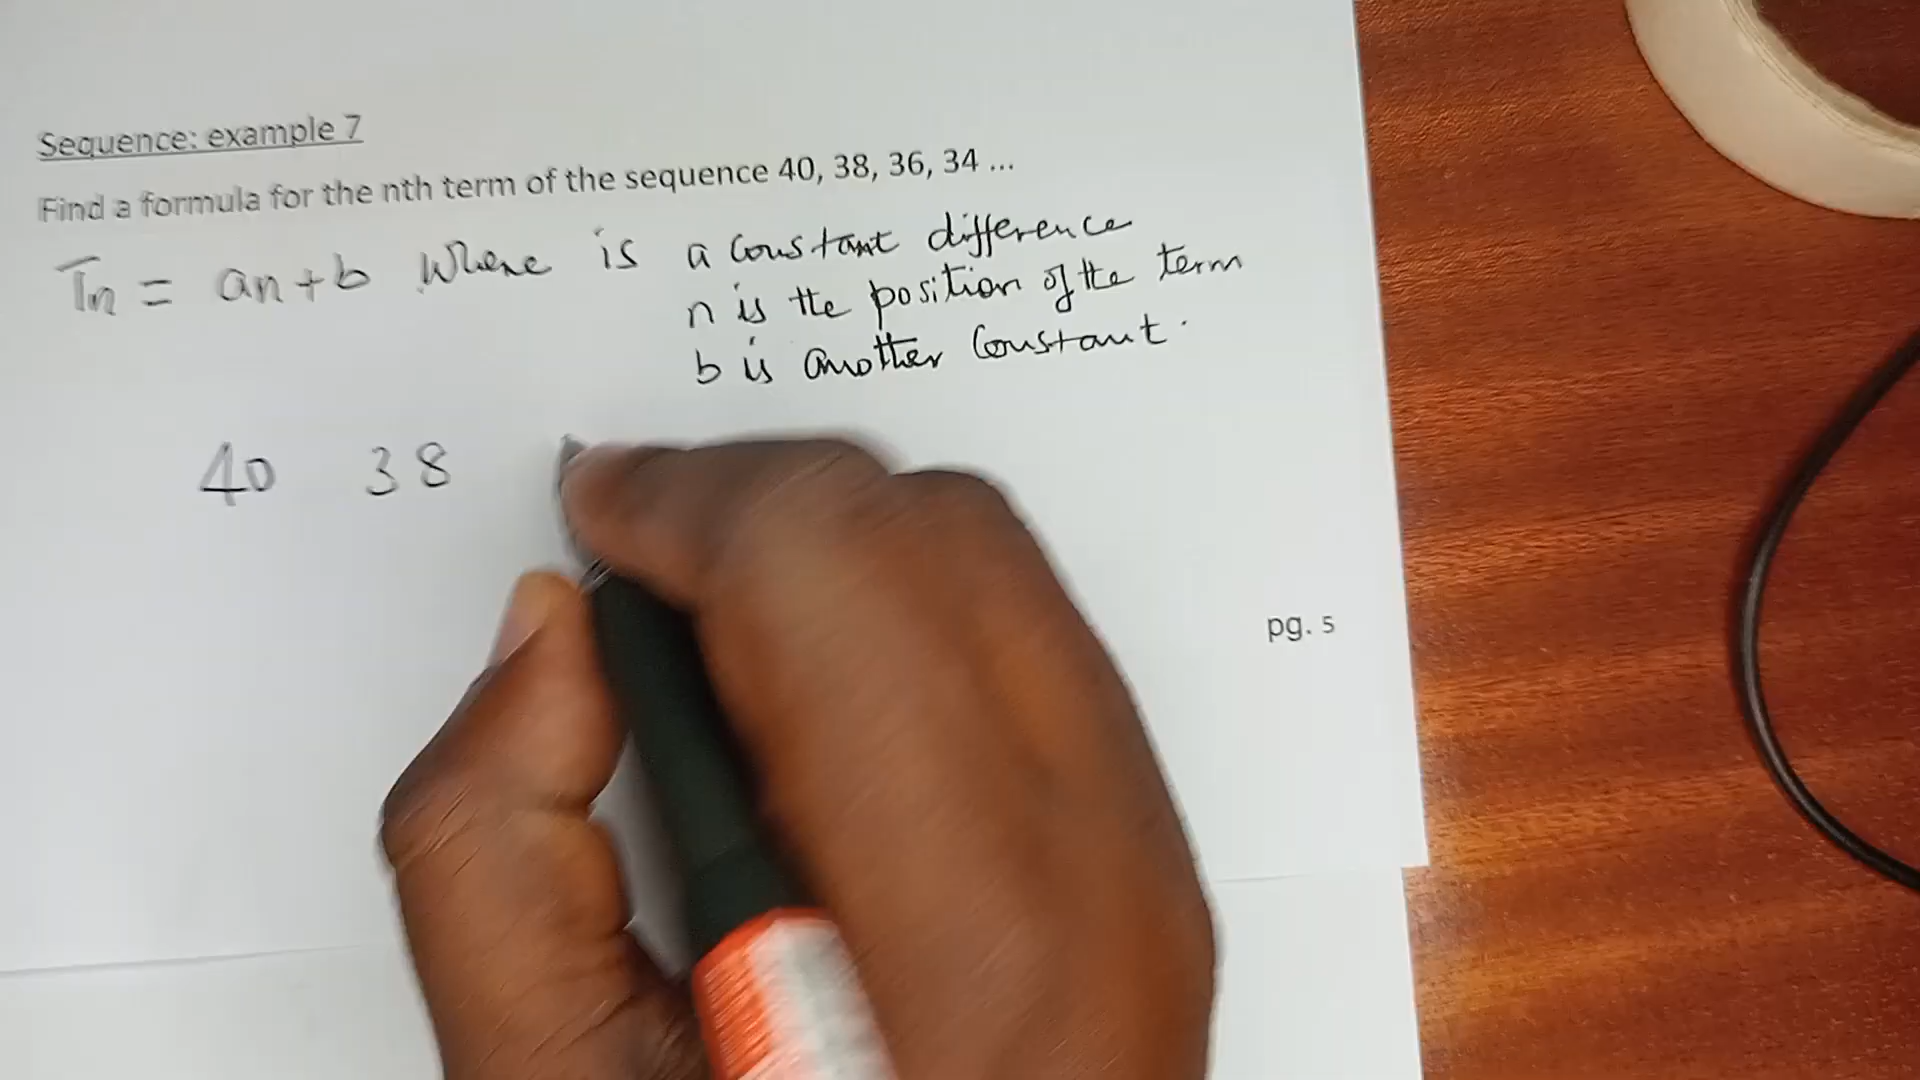 Sequence: example 7
Find a formula for the nth term of the sequence 40, 38, 36, 34 ...
Tn = an+b Where is a constant difference
n is the position of the term
b is another constant.
40 38
pg. 5